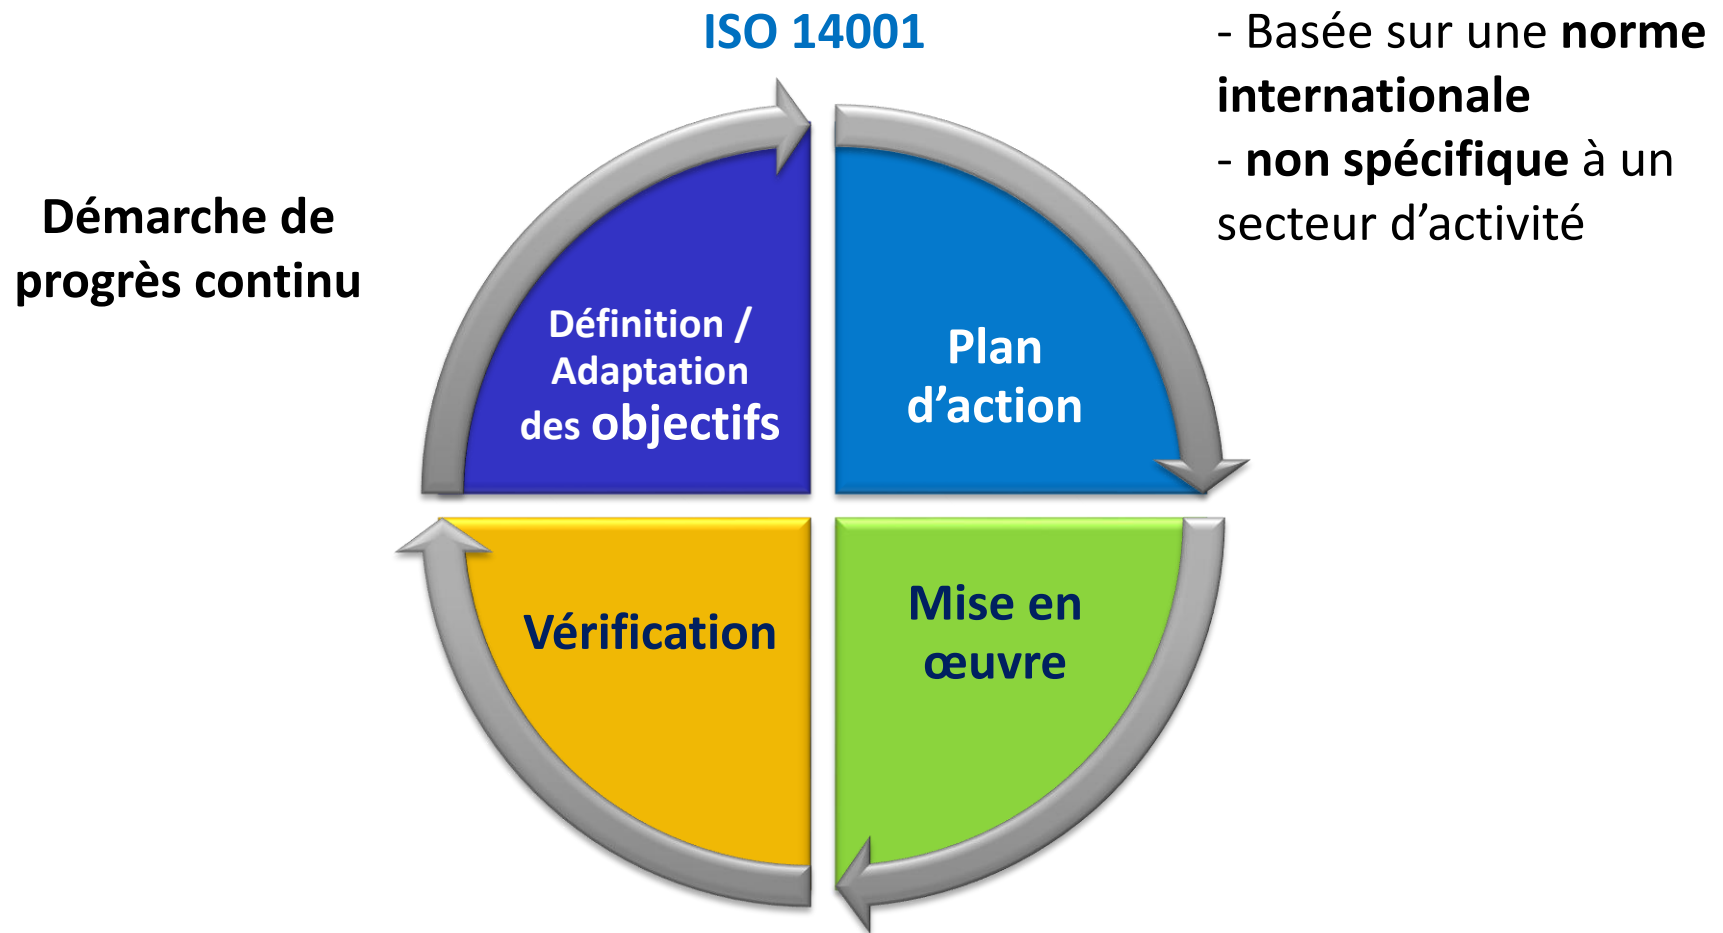 ISO 14001
- Basée sur une norme
internationale
- non spécifique à un
secteur d’activité
Démarche de
progrès continu
Définition /
Adaptation
des objectifs
Plan
d’action
Mise en
œuvre
Vérification